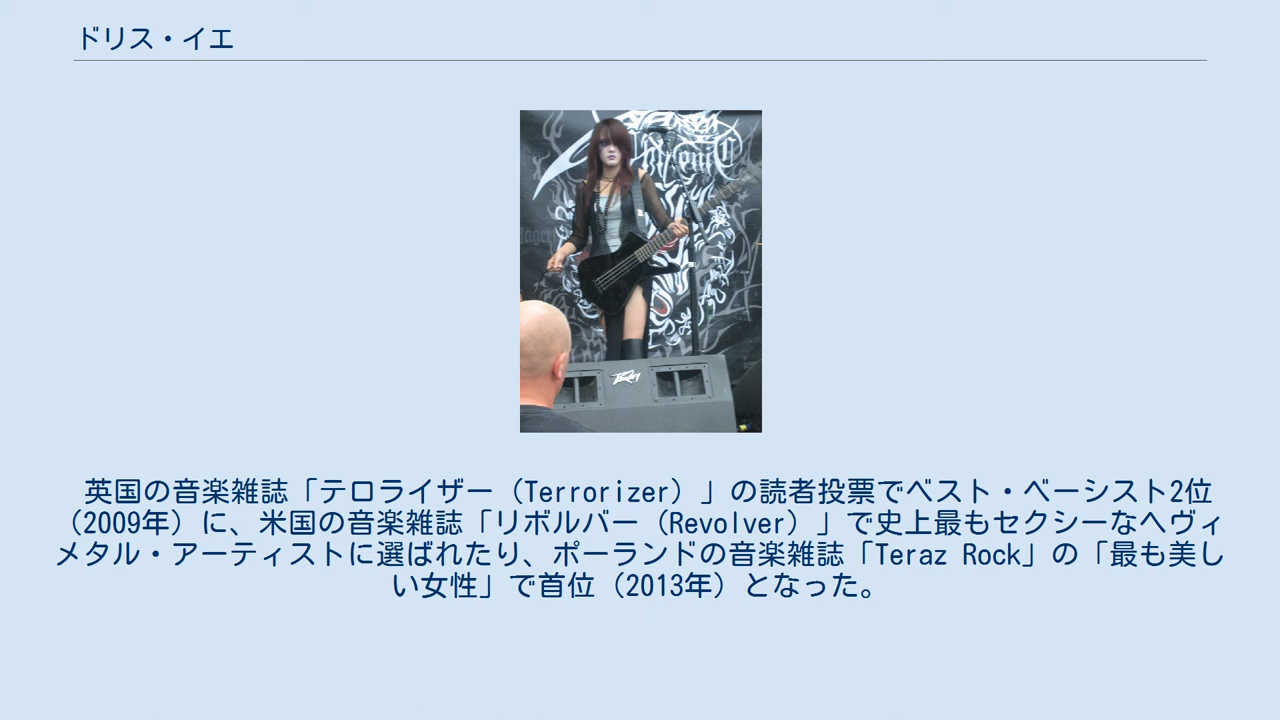 ドリス・イエ
Chthonic
Peavey
英国の音楽雑誌「テロライザー（Terrorizer）」の読者投票でベスト・ベーシスト2位
（2009年）に、米国の音楽雑誌「リボルバー（Revolver）」で史上最もセクシーなヘヴィ
メタル・アーティストに選ばれたり、ポーランドの音楽雑誌「Teraz Rock」の「最も美し
い女性」で首位（2013年）となった。